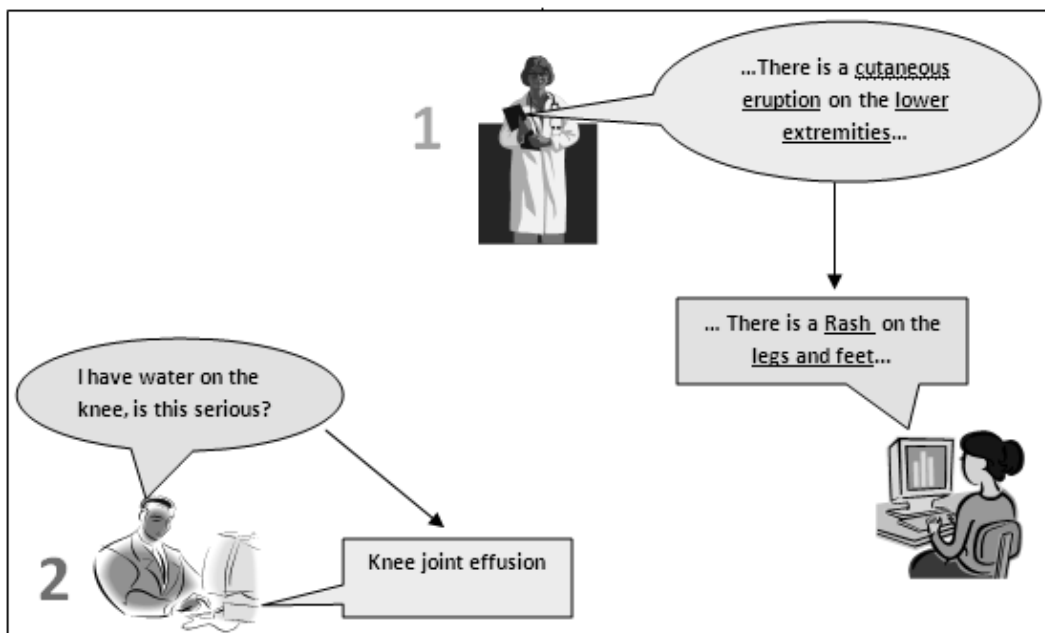 1
...There is a cutaneous
eruption on the lower
extremities...
... There is a Rash on the
legs and feet...
2
I have water on the
knee, is this serious?
Knee joint effusion